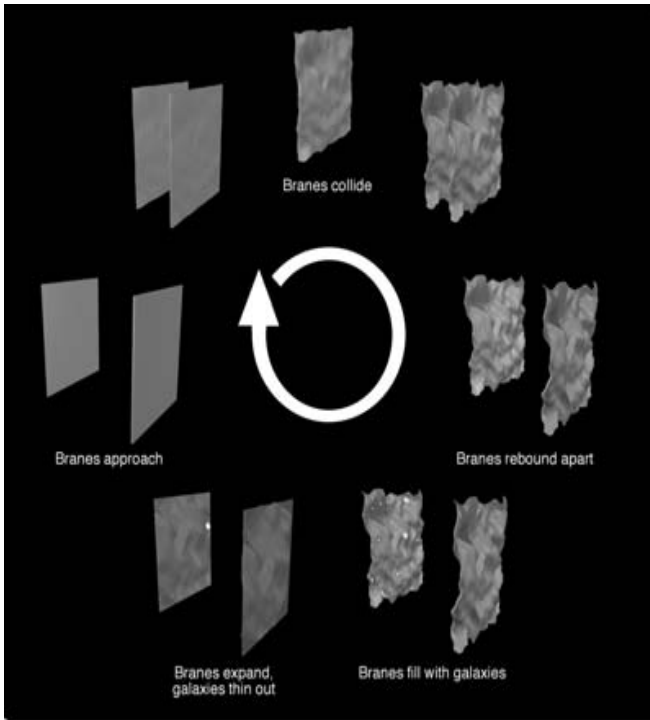 Branes collide
Branes approach
Branes rebound apart
Branes expand,
galaxies thin out
Branes fill with galaxies